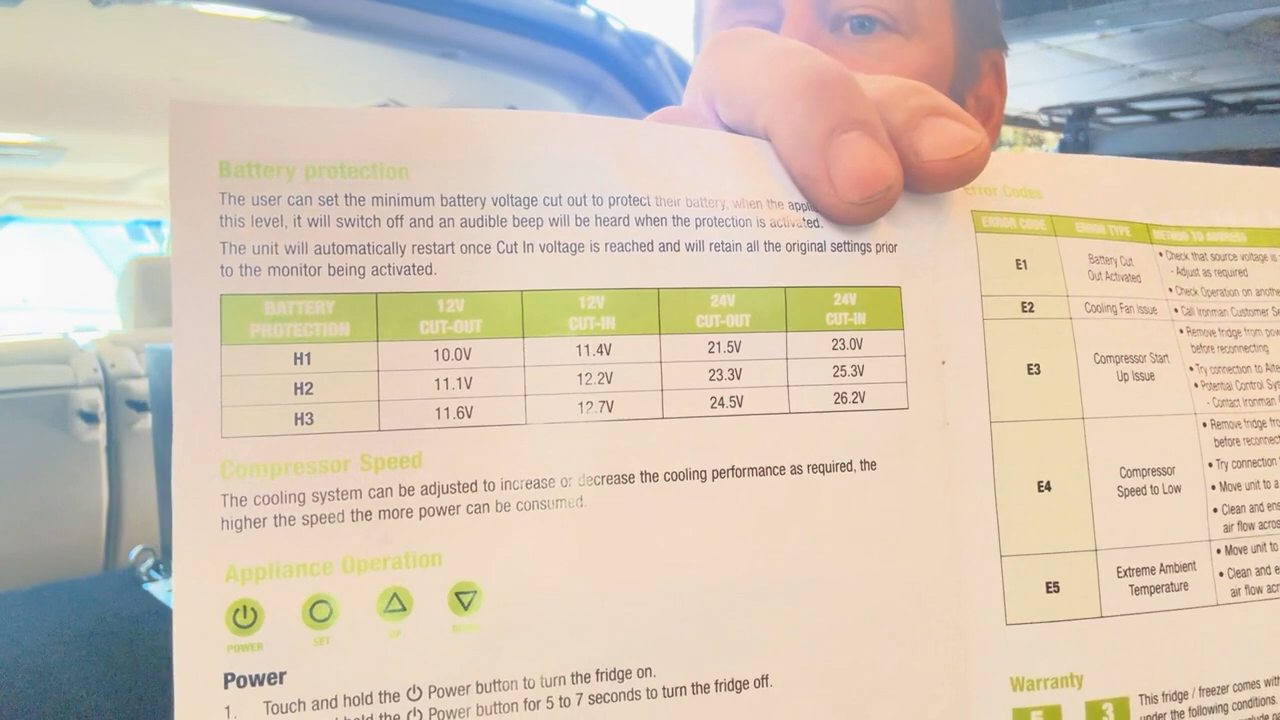 Battery protection
The user can set the minimum battery voltage cut out to protect their battery, when the
this level, it will switch off and an audible beep will be heard when the protection is activated.
The unit will automatically restart once Cut In voltage is reached and will retain all the original settings prior
to the monitor being activated.
BATTERY PROTECTION 12V CUT-OUT 12V CUT-IN 24V CUT-OUT 24V CUT-IN
H1 10.0V 11.4V 21.5V 23.0V
H2 11.1V 12.2V 23.3V 25.3V
H3 11.6V 12.7V 24.5V 26.2V
Compressor Speed
The cooling system can be adjusted to increase or decrease the cooling performance as required, the
higher the speed the more power can be consumed.
Appliance Operation
POWER SET UP DOWN
Power
1. Touch and hold the Power button to turn the fridge on.
hold the Power button for 5 to 7 seconds to turn the fridge off.
Error Codes
ERROR CODE ERROR TYPE METHOD TO ADDRESS
E1 Battery Cut Out Activated
• Check that source voltage is
- Adjust as required
• Check Operation on
E2 Cooling Fan Issue • Call Ironman Customer
E3 Compressor Start Up Issue
• Remove fridge from
before reconnecting
• Try connection to
• Potential Control
- Contact Ironman
E4 Compressor Speed to Low
• Remove fridge
before
• Try connection
• Move unit to a
• Clean and
air flow
E5 Extreme Ambient Temperature
• Move unit to
• Clean and
air flow
Warranty
5 3 This fridge / freezer comes
under the following conditions